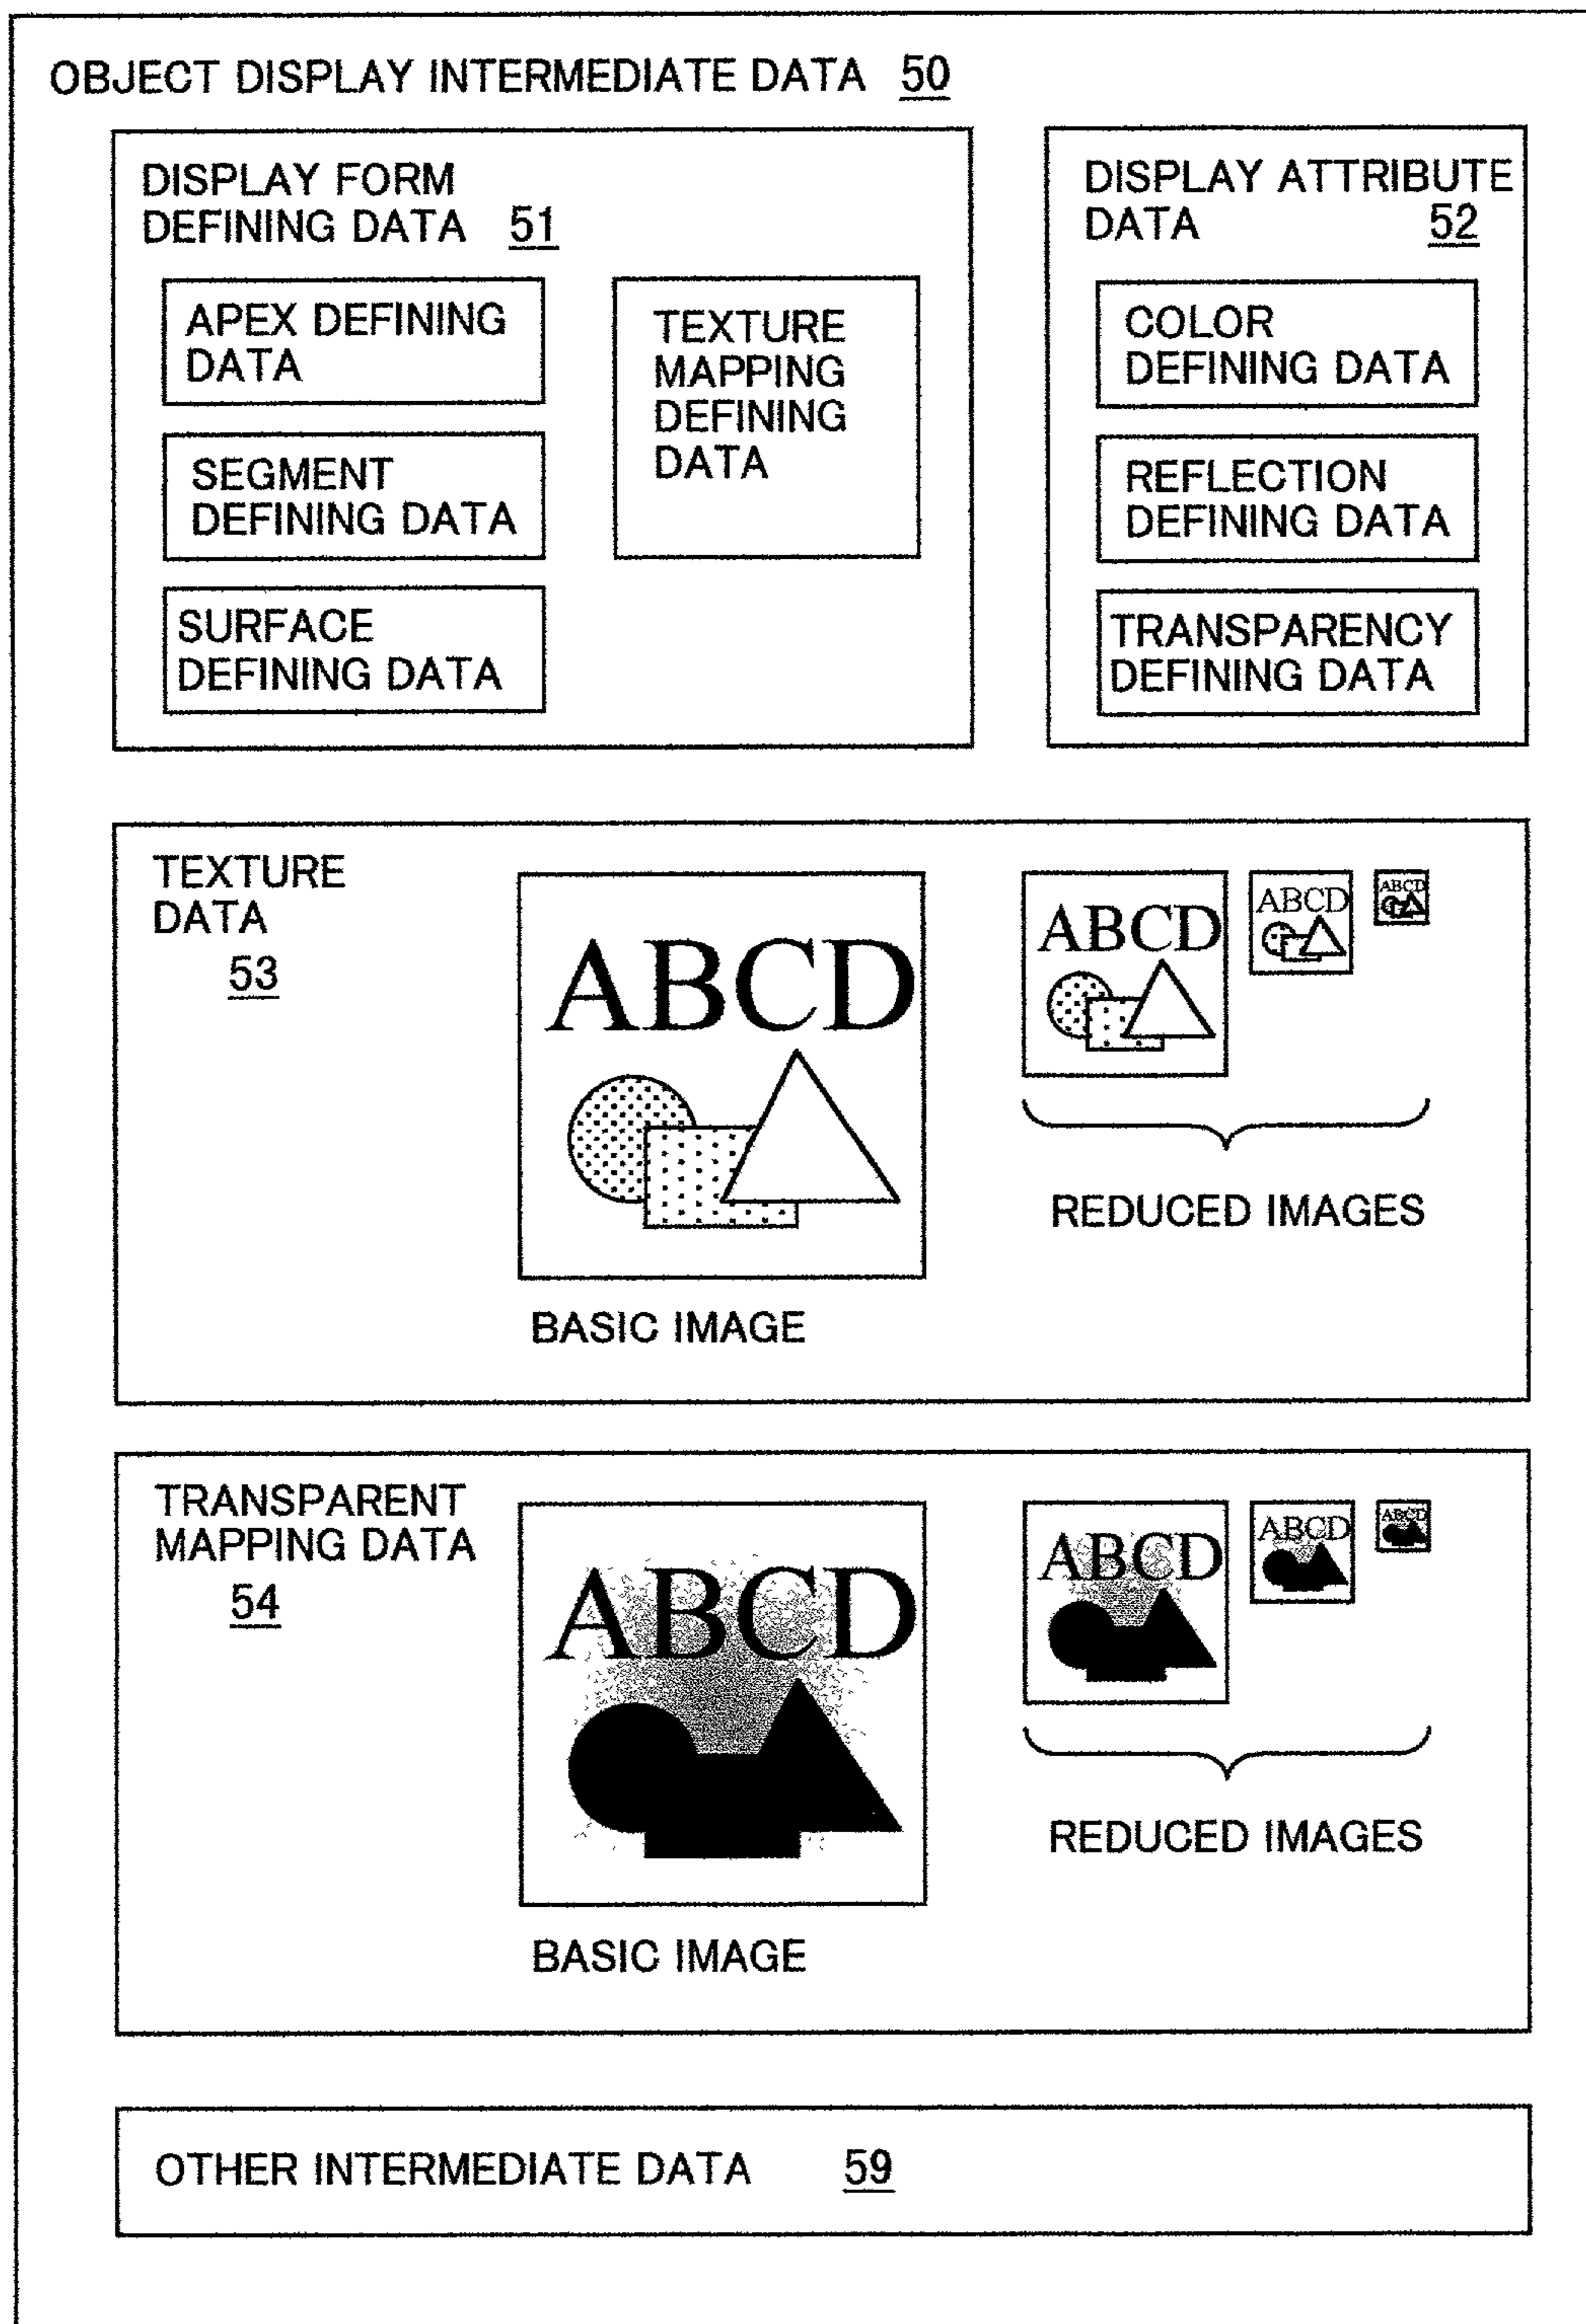 OBJECT DISPLAY INTERMEDIATE DATA 50
DISPLAY FORM
DEFINING DATA 51
APEX DEFINING
DATA
SEGMENT
DEFINING DATA
SURFACE
DEFINING DATA
TEXTURE
MAPPING
DEFINING
DATA
DISPLAY ATTRIBUTE
DATA 52
COLOR
DEFINING DATA
REFLECTION
DEFINING DATA
TRANSPARENCY
DEFINING DATA
TEXTURE
DATA
53
ABCD
BASIC IMAGE
ABCD
ABCD
ABCD
REDUCED IMAGES
TRANSPARENT
MAPPING DATA
54
ABCD
BASIC IMAGE
ABCD
ABCD
ABCD
REDUCED IMAGES
OTHER INTERMEDIATE DATA 59